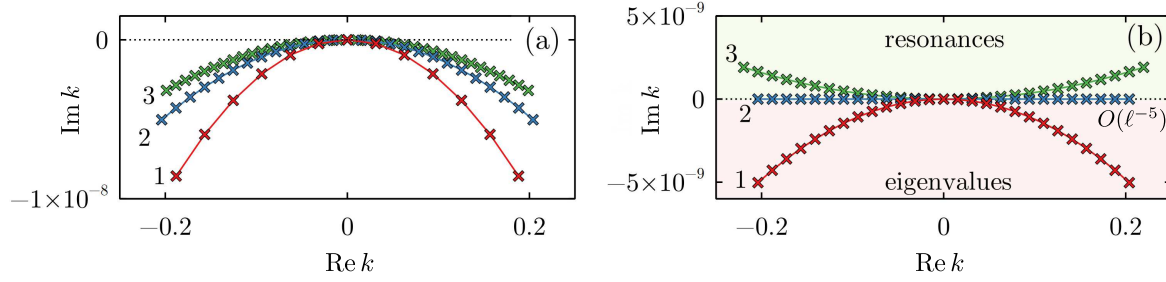 (a)
0
3
2
1
−1×10⁻⁸
Im k
−0.2
0
0.2
Re k
(b)
5×10⁻⁹
resonances
3
0
2
O(ℓ⁻⁵)
1
eigenvalues
−5×10⁻⁹
Im k
−0.2
0
0.2
Re k